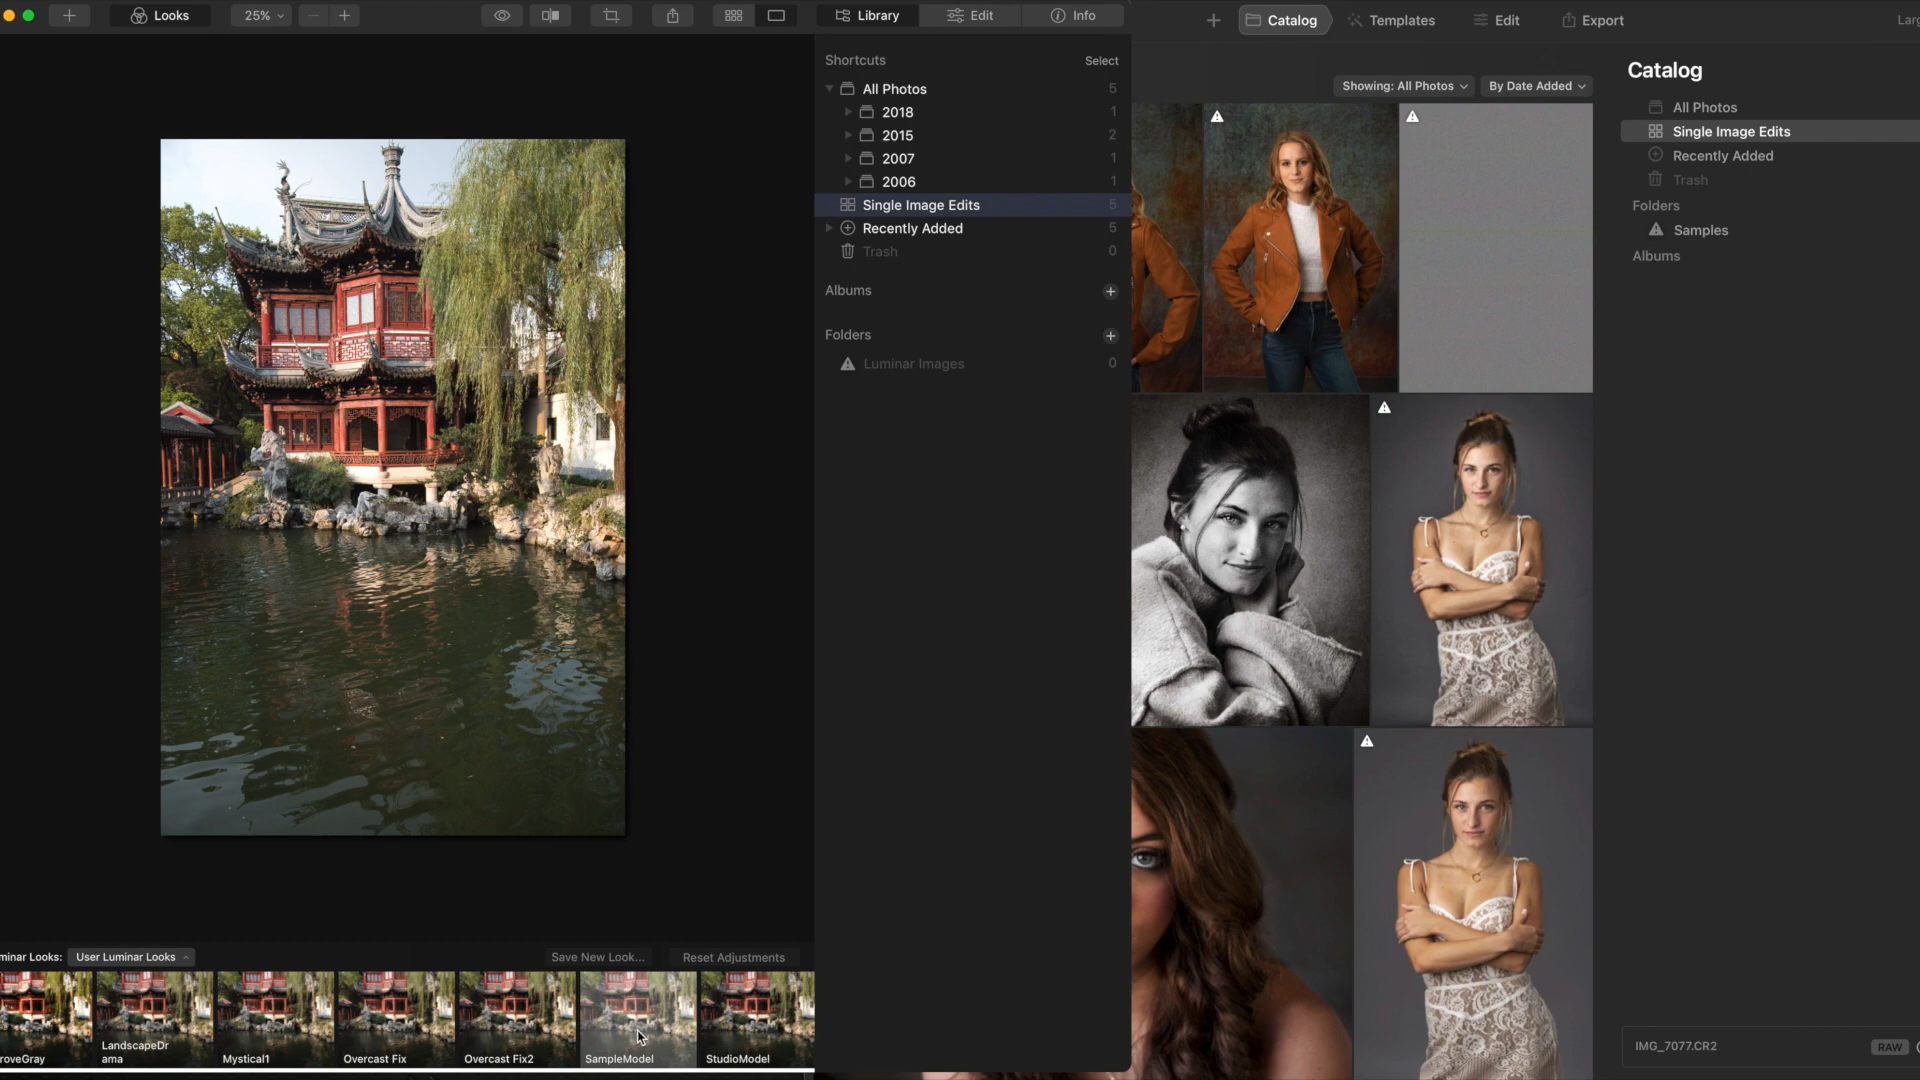 Looks
25%
Library
Edit
Info
Shortcuts
Select
All Photos
5
2018
1
2015
2
2007
1
2006
1
Single Image Edits
5
Recently Added
5
Trash
0
Albums
Folders
Luminar Images
0
minar Looks:
User Luminar Looks
Save New Look...
Reset Adjustments
roveGray
LandscapeDr
ama
Mystical1
Overcast Fix
Overcast Fix2
SampleModel
StudioModel
Catalog
Templates
Edit
Export
Larg
Showing: All Photos
By Date Added
Catalog
All Photos
Single Image Edits
Recently Added
Trash
Folders
Samples
Albums
IMG_7077.CR2
RAW